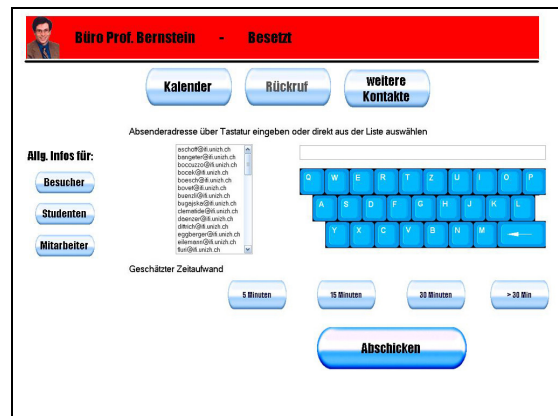 Büro Prof. Bernstein - Besetzt
Kalender
Rückruf
weitere
Kontakte
Absenderadresse über Tastatur eingeben oder direkt aus der Liste auswählen
Allg. Infos für:
Besucher
Studenten
Mitarbeiter
aschoff@ifi.unizh.ch
bangeter@ifi.unizh.ch
boccuzzo@ifi.unizh.ch
bocek@ifi.unizh.ch
boesch@ifi.unizh.ch
bovet@ifi.unizh.ch
buenzli@ifi.unizh.ch
bugajska@ifi.unizh.ch
clematide@ifi.unizh.ch
daenzer@ifi.unizh.ch
dittrich@ifi.unizh.ch
eggberger@ifi.unizh.ch
eilemann@ifi.unizh.ch
fluri@ifi.unizh.ch
Q W E R T Z U I O P
A S D F G H J K L
Y X C V B N M
Geschätzter Zeitaufwand
5 Minuten
15 Minuten
30 Minuten
> 30 Min
Abschicken